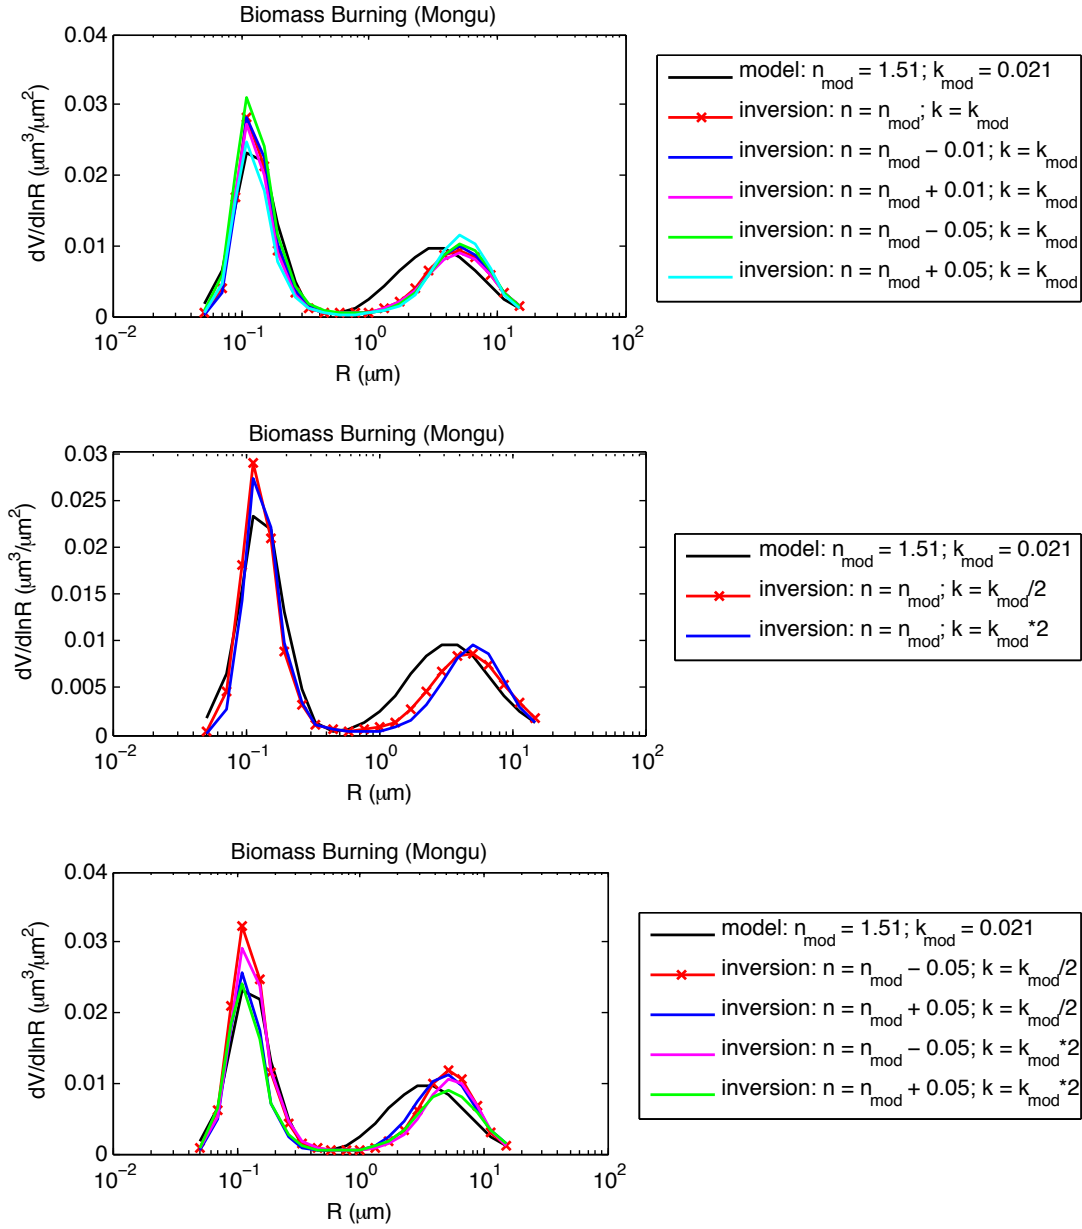 Biomass Burning (Mongu)
0.04
0.03
0.02
0.01
0
dV/dlnR (μm³/μm²)
10⁻² 10⁻¹ 10⁰ 10¹ 10²
R (μm)
model: n_mod = 1.51; k_mod = 0.021
inversion: n = n_mod; k = k_mod
inversion: n = n_mod − 0.01; k = k_mod
inversion: n = n_mod + 0.01; k = k_mod
inversion: n = n_mod − 0.05; k = k_mod
inversion: n = n_mod + 0.05; k = k_mod
Biomass Burning (Mongu)
0.03
0.025
0.02
0.015
0.01
0.005
0
dV/dlnR (μm³/μm²)
10⁻² 10⁻¹ 10⁰ 10¹ 10²
R (μm)
model: n_mod = 1.51; k_mod = 0.021
inversion: n = n_mod; k = k_mod/2
inversion: n = n_mod; k = k_mod*2
Biomass Burning (Mongu)
0.04
0.03
0.02
0.01
0
dV/dlnR (μm³/μm²)
10⁻² 10⁻¹ 10⁰ 10¹ 10²
R (μm)
model: n_mod = 1.51; k_mod = 0.021
inversion: n = n_mod − 0.05; k = k_mod/2
inversion: n = n_mod + 0.05; k = k_mod/2
inversion: n = n_mod − 0.05; k = k_mod*2
inversion: n = n_mod + 0.05; k = k_mod*2